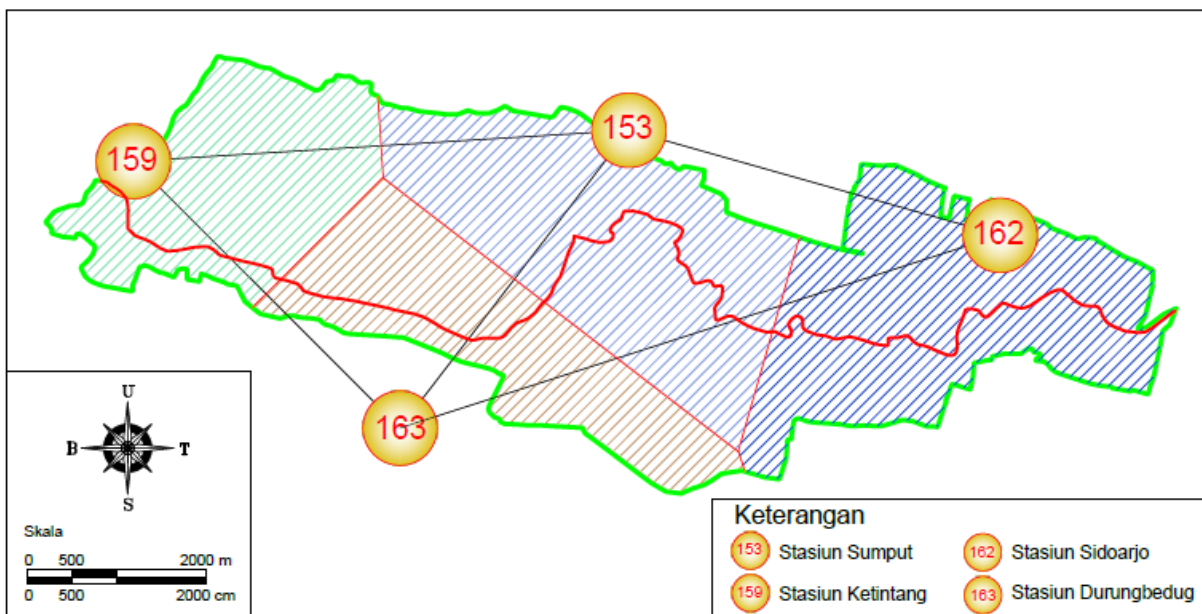 153
159
162
163
U
B T
S
Skala
0 500 2000 m
0 500 2000 cm
Keterangan
153 Stasiun Sumput
162 Stasiun Sidoarjo
159 Stasiun Ketintang
163 Stasiun Durungbedug